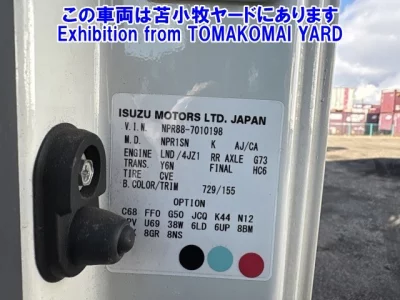 この車両は苫小牧ヤードにあります
Exhibition from TOMAKOMAI YARD
ISUZU MOTORS LTD. JAPAN
V.I.N. NPR88-7010198
M.D. NPR1SN K AJ/CA
ENGINE LND /4JZ1 RR AXLE G73
TRANS. Y6N FINAL HC6
TIRE CVE
B.COLOR/TRIM 729/155
OPTION
C68 FF0 G50 JCQ K44 N12
U69 38W 6LD 6UP 8BM
8GR 8NS